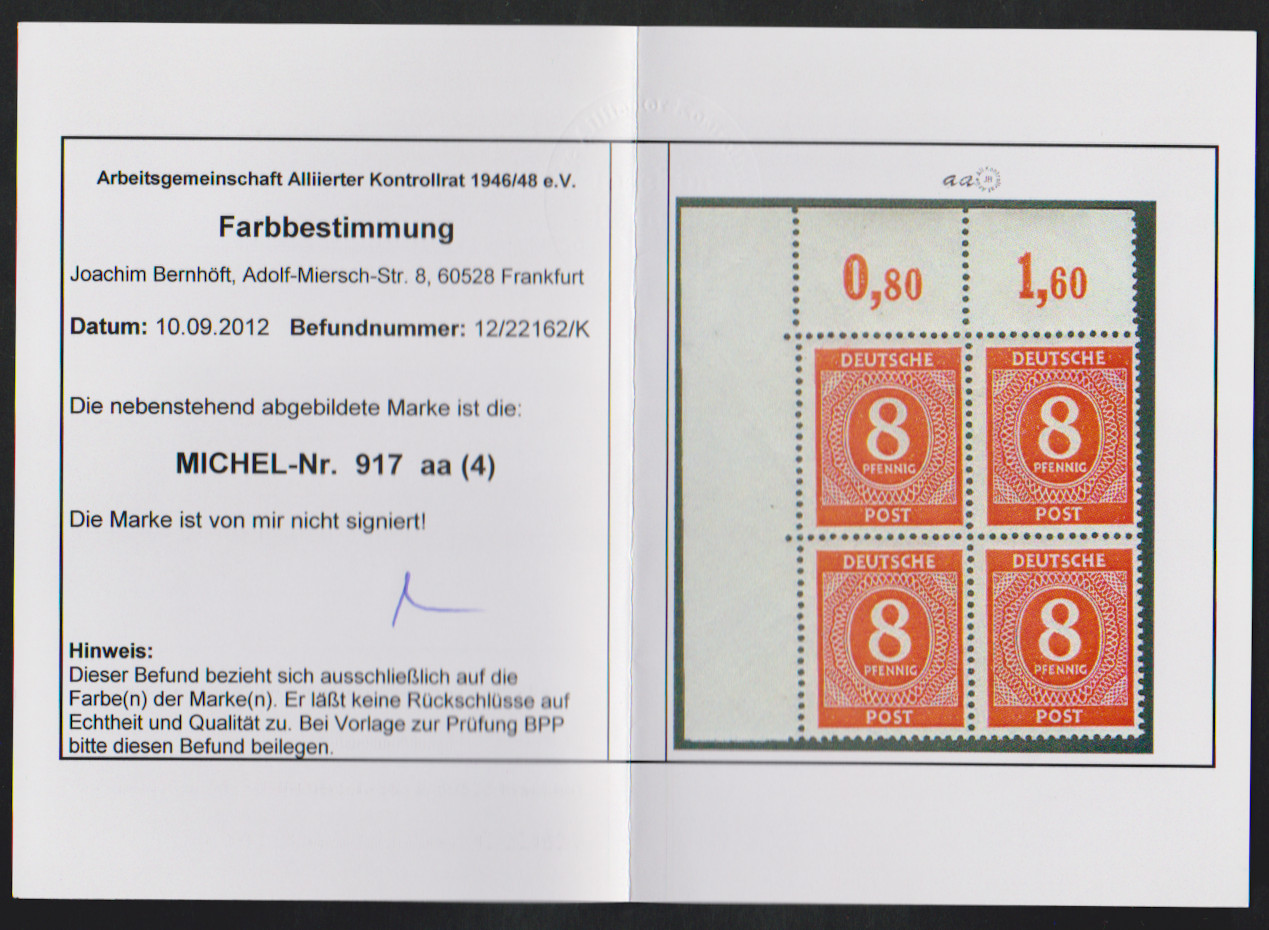 Arbeitsgemeinschaft Alliierter Kontrollrat 1946/48 e.V.
Farbbestimmung
Joachim Bernhöft, Adolf-Miersch-Str. 8, 60528 Frankfurt
Datum: 10.09.2012 Befundnummer: 12/22162/K
Die nebenstehend abgebildete Marke ist die:
MICHEL-Nr. 917 aa (4)
Die Marke ist von mir nicht signiert!
Hinweis:
Dieser Befund bezieht sich ausschließlich auf die
Farbe(n) der Marke(n). Er läßt keine Rückschlüsse auf
Echtheit und Qualität zu. Bei Vorlage zur Prüfung BPP
bitte diesen Befund beilegen.
aa
0,80 1,60
DEUTSCHE DEUTSCHE
8 8
PFENNIG PFENNIG
POST POST
DEUTSCHE DEUTSCHE
8 8
PFENNIG PFENNIG
POST POST